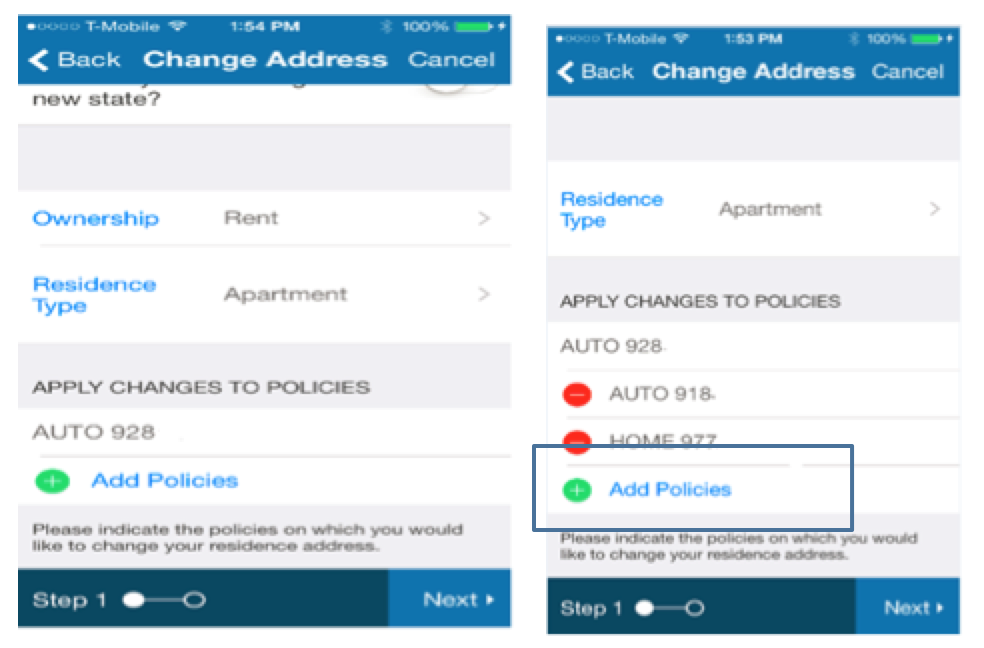 T-Mobile 1:54 PM 100%
Back Change Address Cancel
new state?
Ownership Rent
Residence
Type
Apartment
APPLY CHANGES TO POLICIES
AUTO 928
Add Policies
Please indicate the policies on which you would
like to change your residence address.
Step 1 Next
T-Mobile 1:53 PM 100%
Back Change Address Cancel
Residence
Type
Apartment
APPLY CHANGES TO POLICIES
AUTO 928
AUTO 918
HOME 977
Add Policies
Please indicate the policies on which you would
like to change your residence address.
Step 1 Next